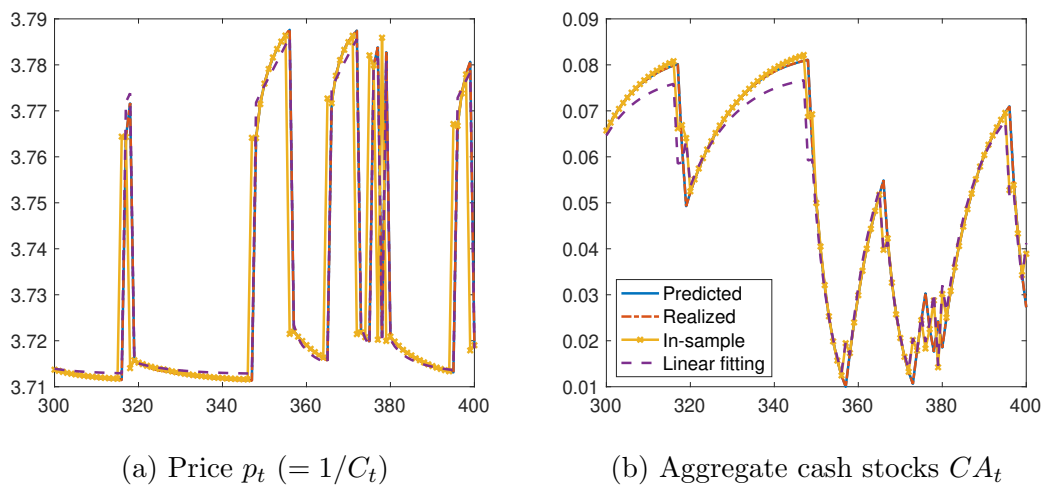 3.79
3.78
3.77
3.76
3.75
3.74
3.73
3.72
3.71
300 320 340 360 380 400
(a) Price p_t (= 1/C_t)
0.09
0.08
0.07
0.06
0.05
0.04
0.03
0.02
0.01
300 320 340 360 380 400
Predicted
Realized
In-sample
Linear fitting
(b) Aggregate cash stocks CA_t